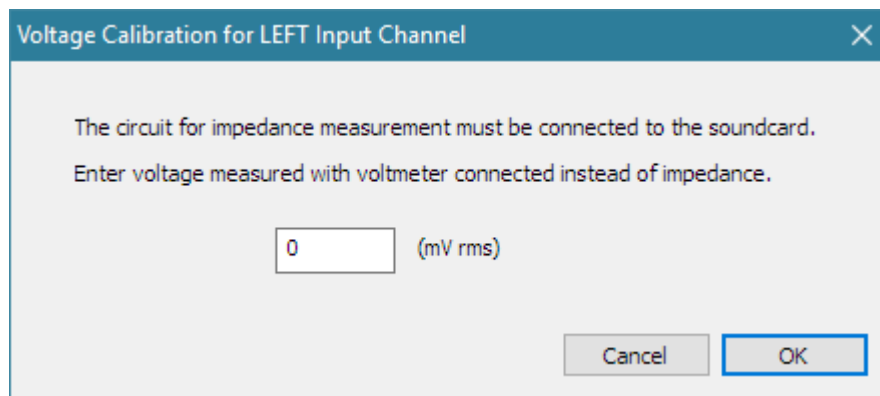 Voltage Calibration for LEFT Input Channel
The circuit for impedance measurement must be connected to the soundcard.
Enter voltage measured with voltmeter connected instead of impedance.
0 (mV rms)
Cancel OK